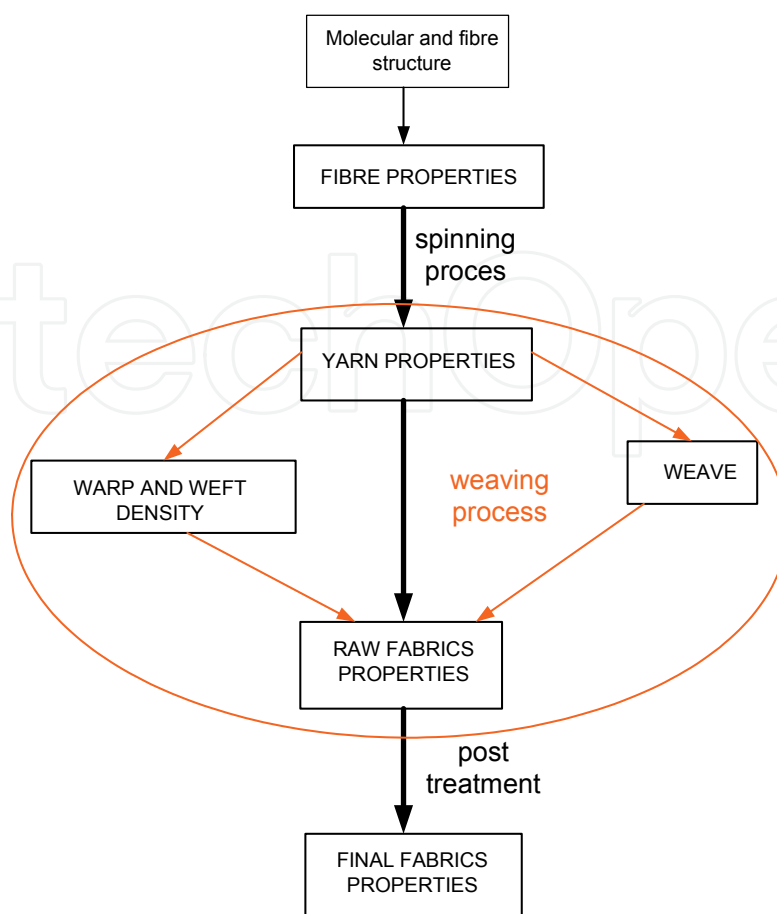 Molecular and fibre
structure
FIBRE PROPERTIES
spinning
proces
YARN PROPERTIES
WARP AND WEFT
DENSITY
weaving
process
WEAVE
RAW FABRICS
PROPERTIES
post
treatment
FINAL FABRICS
PROPERTIES